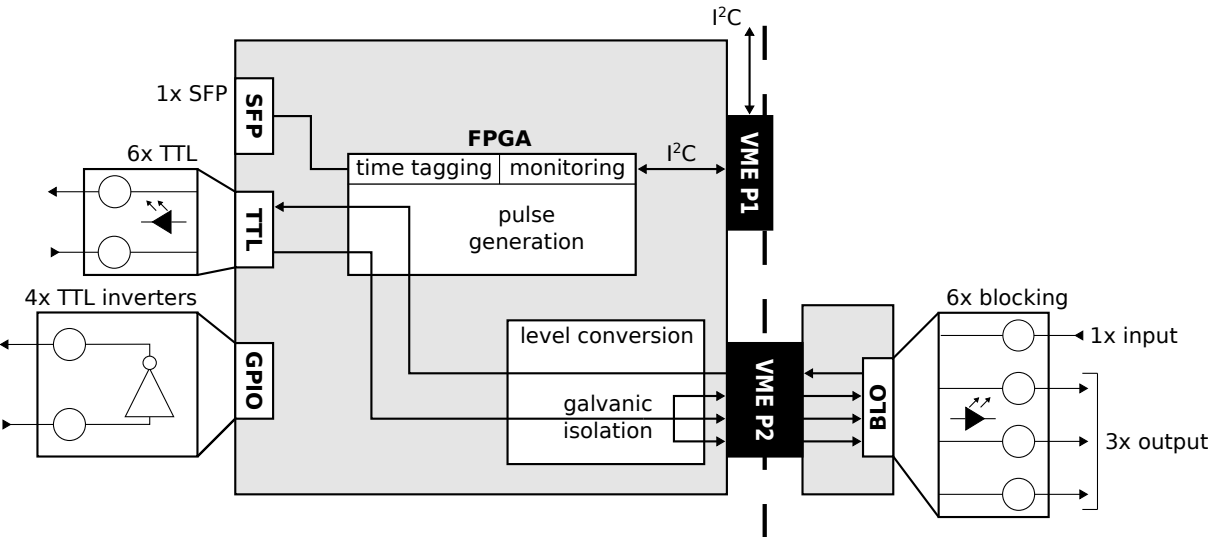 I²C
1x SFP
SFP
FPGA
time tagging
monitoring
I²C
VME P1
6x TTL
TTL
pulse
generation
4x TTL inverters
GPIO
level conversion
galvanic
isolation
VME P2
BLO
6x blocking
1x input
3x output